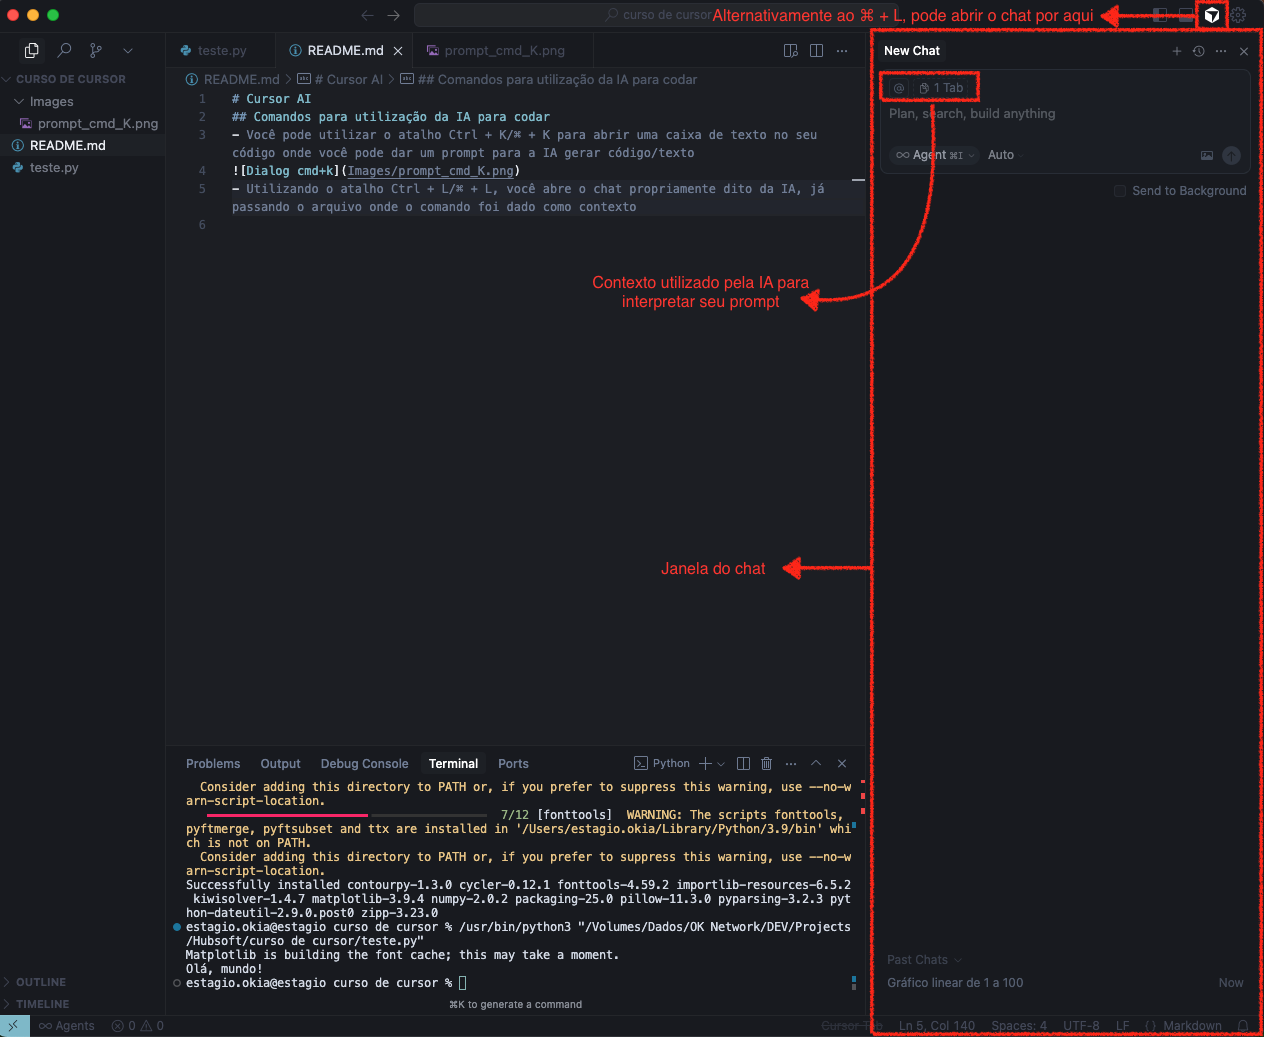 curso de cursor
Alternativamente ao ⌘ + L, pode abrir o chat por aqui
teste.py
README.md
prompt_cmd_K.png
New Chat
CURSO DE CURSOR
Images
prompt_cmd_K.png
README.md
teste.py
README.md > # Cursor AI > ## Comandos para utilização da IA para codar
1 # Cursor AI
2 ## Comandos para utilização da IA para codar
3 - Você pode utilizar o atalho Ctrl + K/⌘ + K para abrir uma caixa de texto no seu
código onde você pode dar um prompt para a IA gerar código/texto
4 ![Dialog cmd+k](Images/prompt_cmd_K.png)
5 - Utilizando o atalho Ctrl + L/⌘ + L, você abre o chat propriamente dito da IA, já
passando o arquivo onde o comando foi dado como contexto
6
@ 1 Tab
Plan, search, build anything
∞ Agent ⌘I Auto
Send to Background
Contexto utilizado pela IA para
interpretar seu prompt
Janela do chat
Problems Output Debug Console Terminal Ports
Python
Consider adding this directory to PATH or, if you prefer to suppress this warning, use --no-w
arn-script-location.
7/12 [fonttools] WARNING: The scripts fonttools,
pyftmerge, pyftsubset and ttx are installed in '/Users/estagio.okia/Library/Python/3.9/bin' whi
ch is not on PATH.
Consider adding this directory to PATH or, if you prefer to suppress this warning, use --no-w
arn-script-location.
Successfully installed contourpy-1.3.0 cycler-0.12.1 fonttools-4.59.2 importlib-resources-6.5.2
kiwisolver-1.4.7 matplotlib-3.9.4 numpy-2.0.2 packaging-25.0 pillow-11.3.0 pyparsing-3.2.3 pyt
hon-dateutil-2.9.0.post0 zipp-3.23.0
estagio.okia@estagio curso de cursor % /usr/bin/python3 "/Volumes/Dados/OK Network/DEV/Projects
/Hubsoft/curso de cursor/teste.py"
Matplotlib is building the font cache; this may take a moment.
Olá, mundo!
estagio.okia@estagio curso de cursor %
⌘K to generate a command
Past Chats
Gráfico linear de 1 a 100 Now
OUTLINE
TIMELINE
∞ Agents 0 0
Cursor Tab Ln 5, Col 140 Spaces: 4 UTF-8 LF {} Markdown